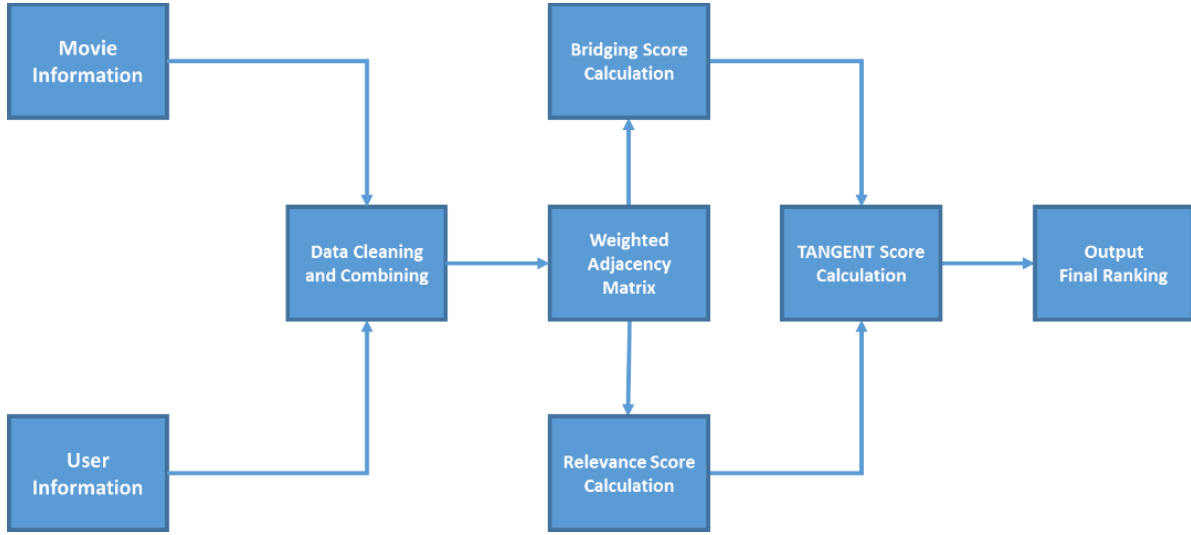 Movie
Information
Bridging Score
Calculation
Data Cleaning
and Combining
Weighted
Adjacency
Matrix
TANGENT Score
Calculation
Output
Final Ranking
User
Information
Relevance Score
Calculation